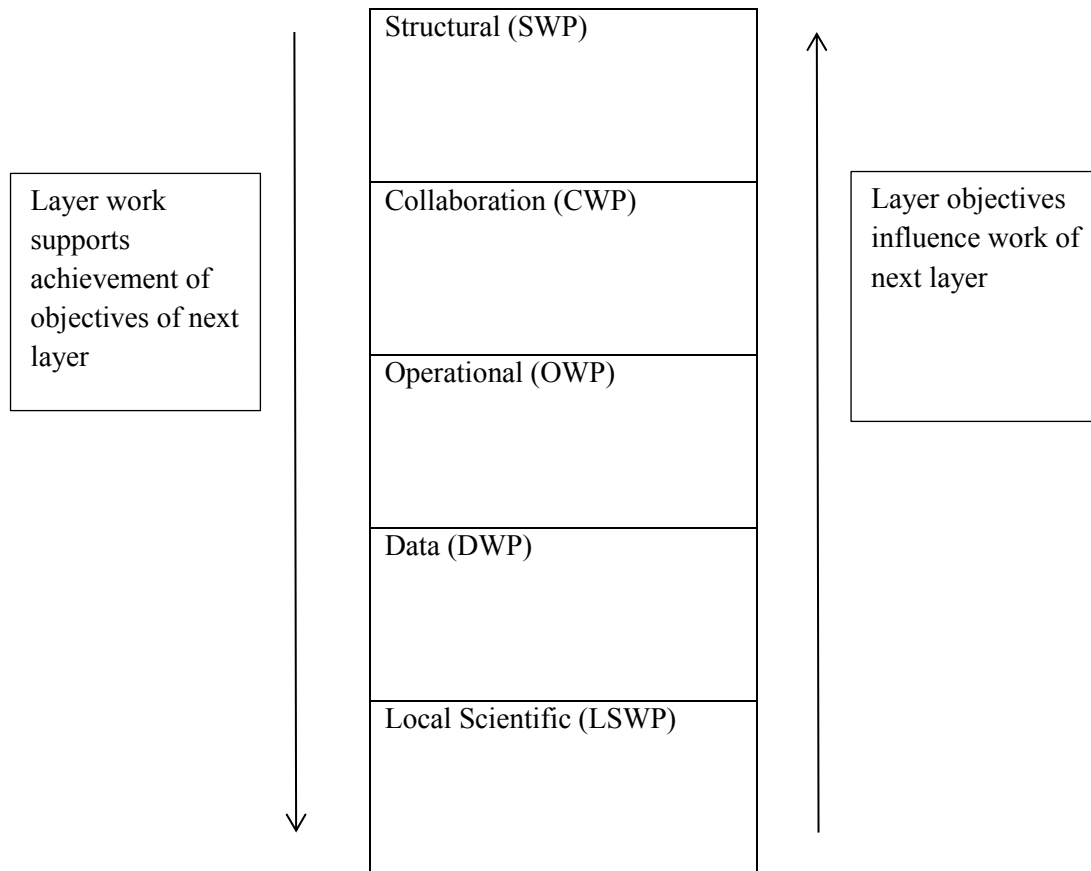 Structural (SWP)
Layer work
supports
achievement of
objectives of next
layer
Collaboration (CWP)
Layer objectives
influence work of
next layer
Operational (OWP)
Data (DWP)
Local Scientific (LSWP)